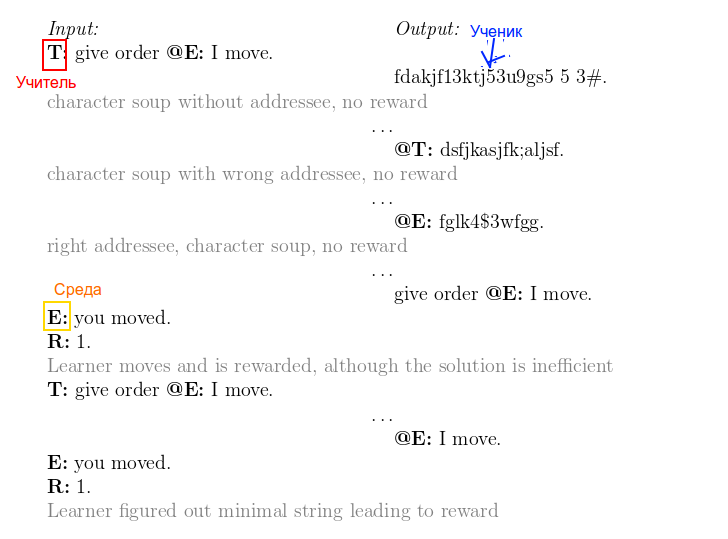 Input: Output: Ученик
T: give order @E: I move.
fdakjf13ktj53u9gs5 5 3#.
Учитель
character soup without addressee, no reward
...
@T: dsfjkasjfk;aljsf.
character soup with wrong addressee, no reward
...
@E: fglk4$3wfgg.
right addressee, character soup, no reward
...
Среда
give order @E: I move.
E: you moved.
R: 1.
Learner moves and is rewarded, although the solution is inefficient
T: give order @E: I move.
...
@E: I move.
E: you moved.
R: 1.
Learner figured out minimal string leading to reward